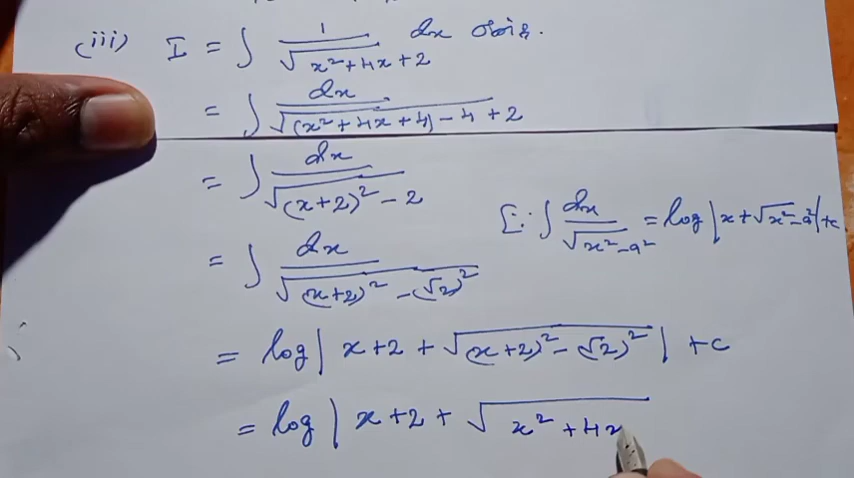 (iii) I = ∫ 1/√(x²+4x+2) dx
= ∫ dx/√((x²+4x+4)-4+2)
= ∫ dx/√((x+2)²-2)
[∵ ∫ dx/√(x²-a²) = log|x+√(x²-a²)|+c
= ∫ dx/√((x+2)²-(√2)²)
= log|x+2+√((x+2)²-(√2)²)|+c
= log|x+2+√(x²+4x